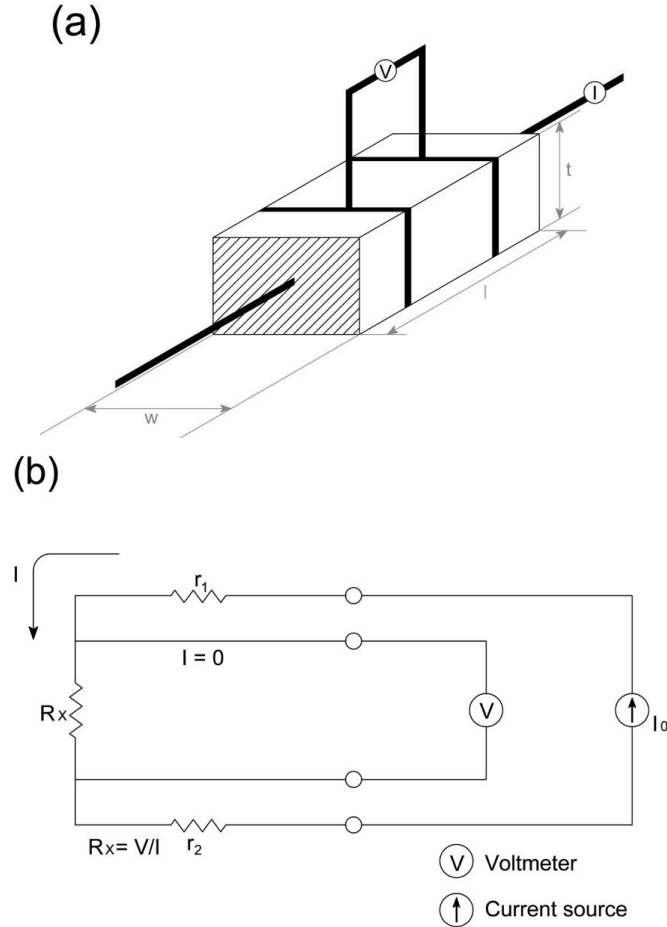 (a)
V
I
t
l
w
(b)
I
r1
I = 0
Rx
V
I0
Rx= V/I
r2
V Voltmeter
Current source